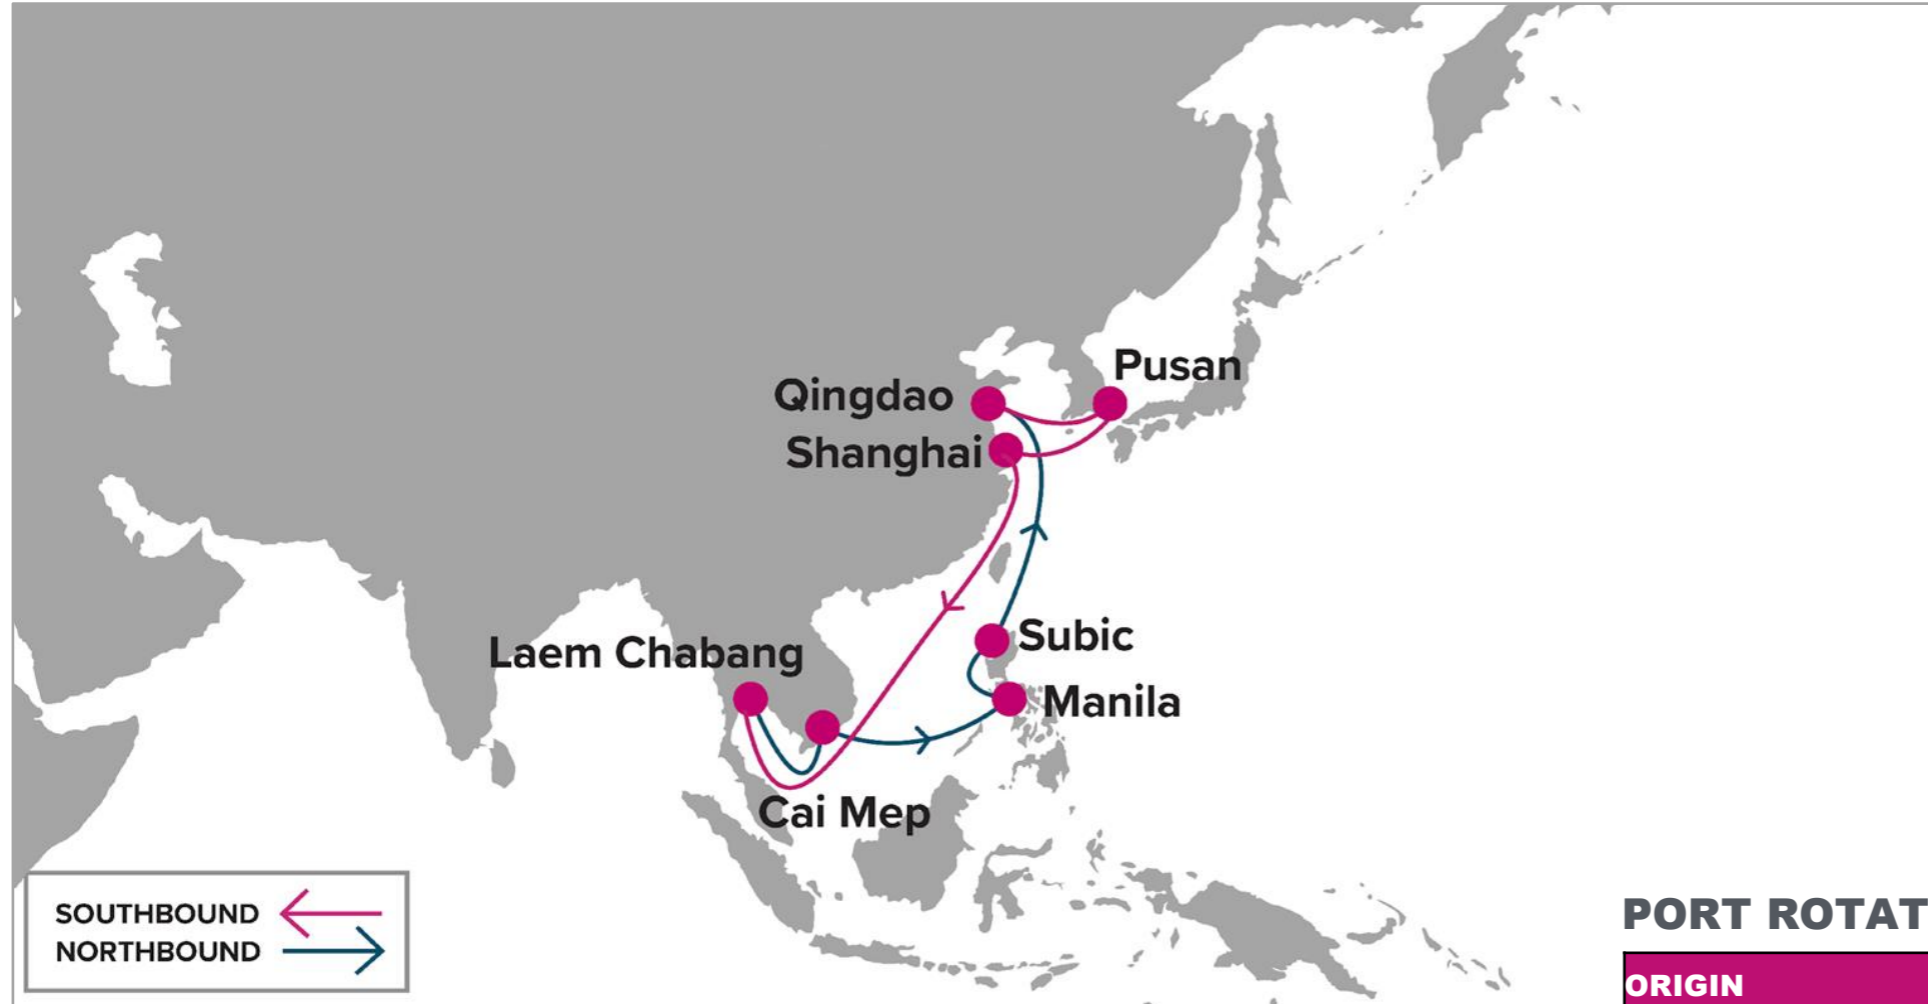 Pusan
Qingdao
Shanghai
Subic
Laem Chabang
Manila
Cai Mep
SOUTHBOUND
NORTHBOUND
PORT ROTAT
ORIGIN